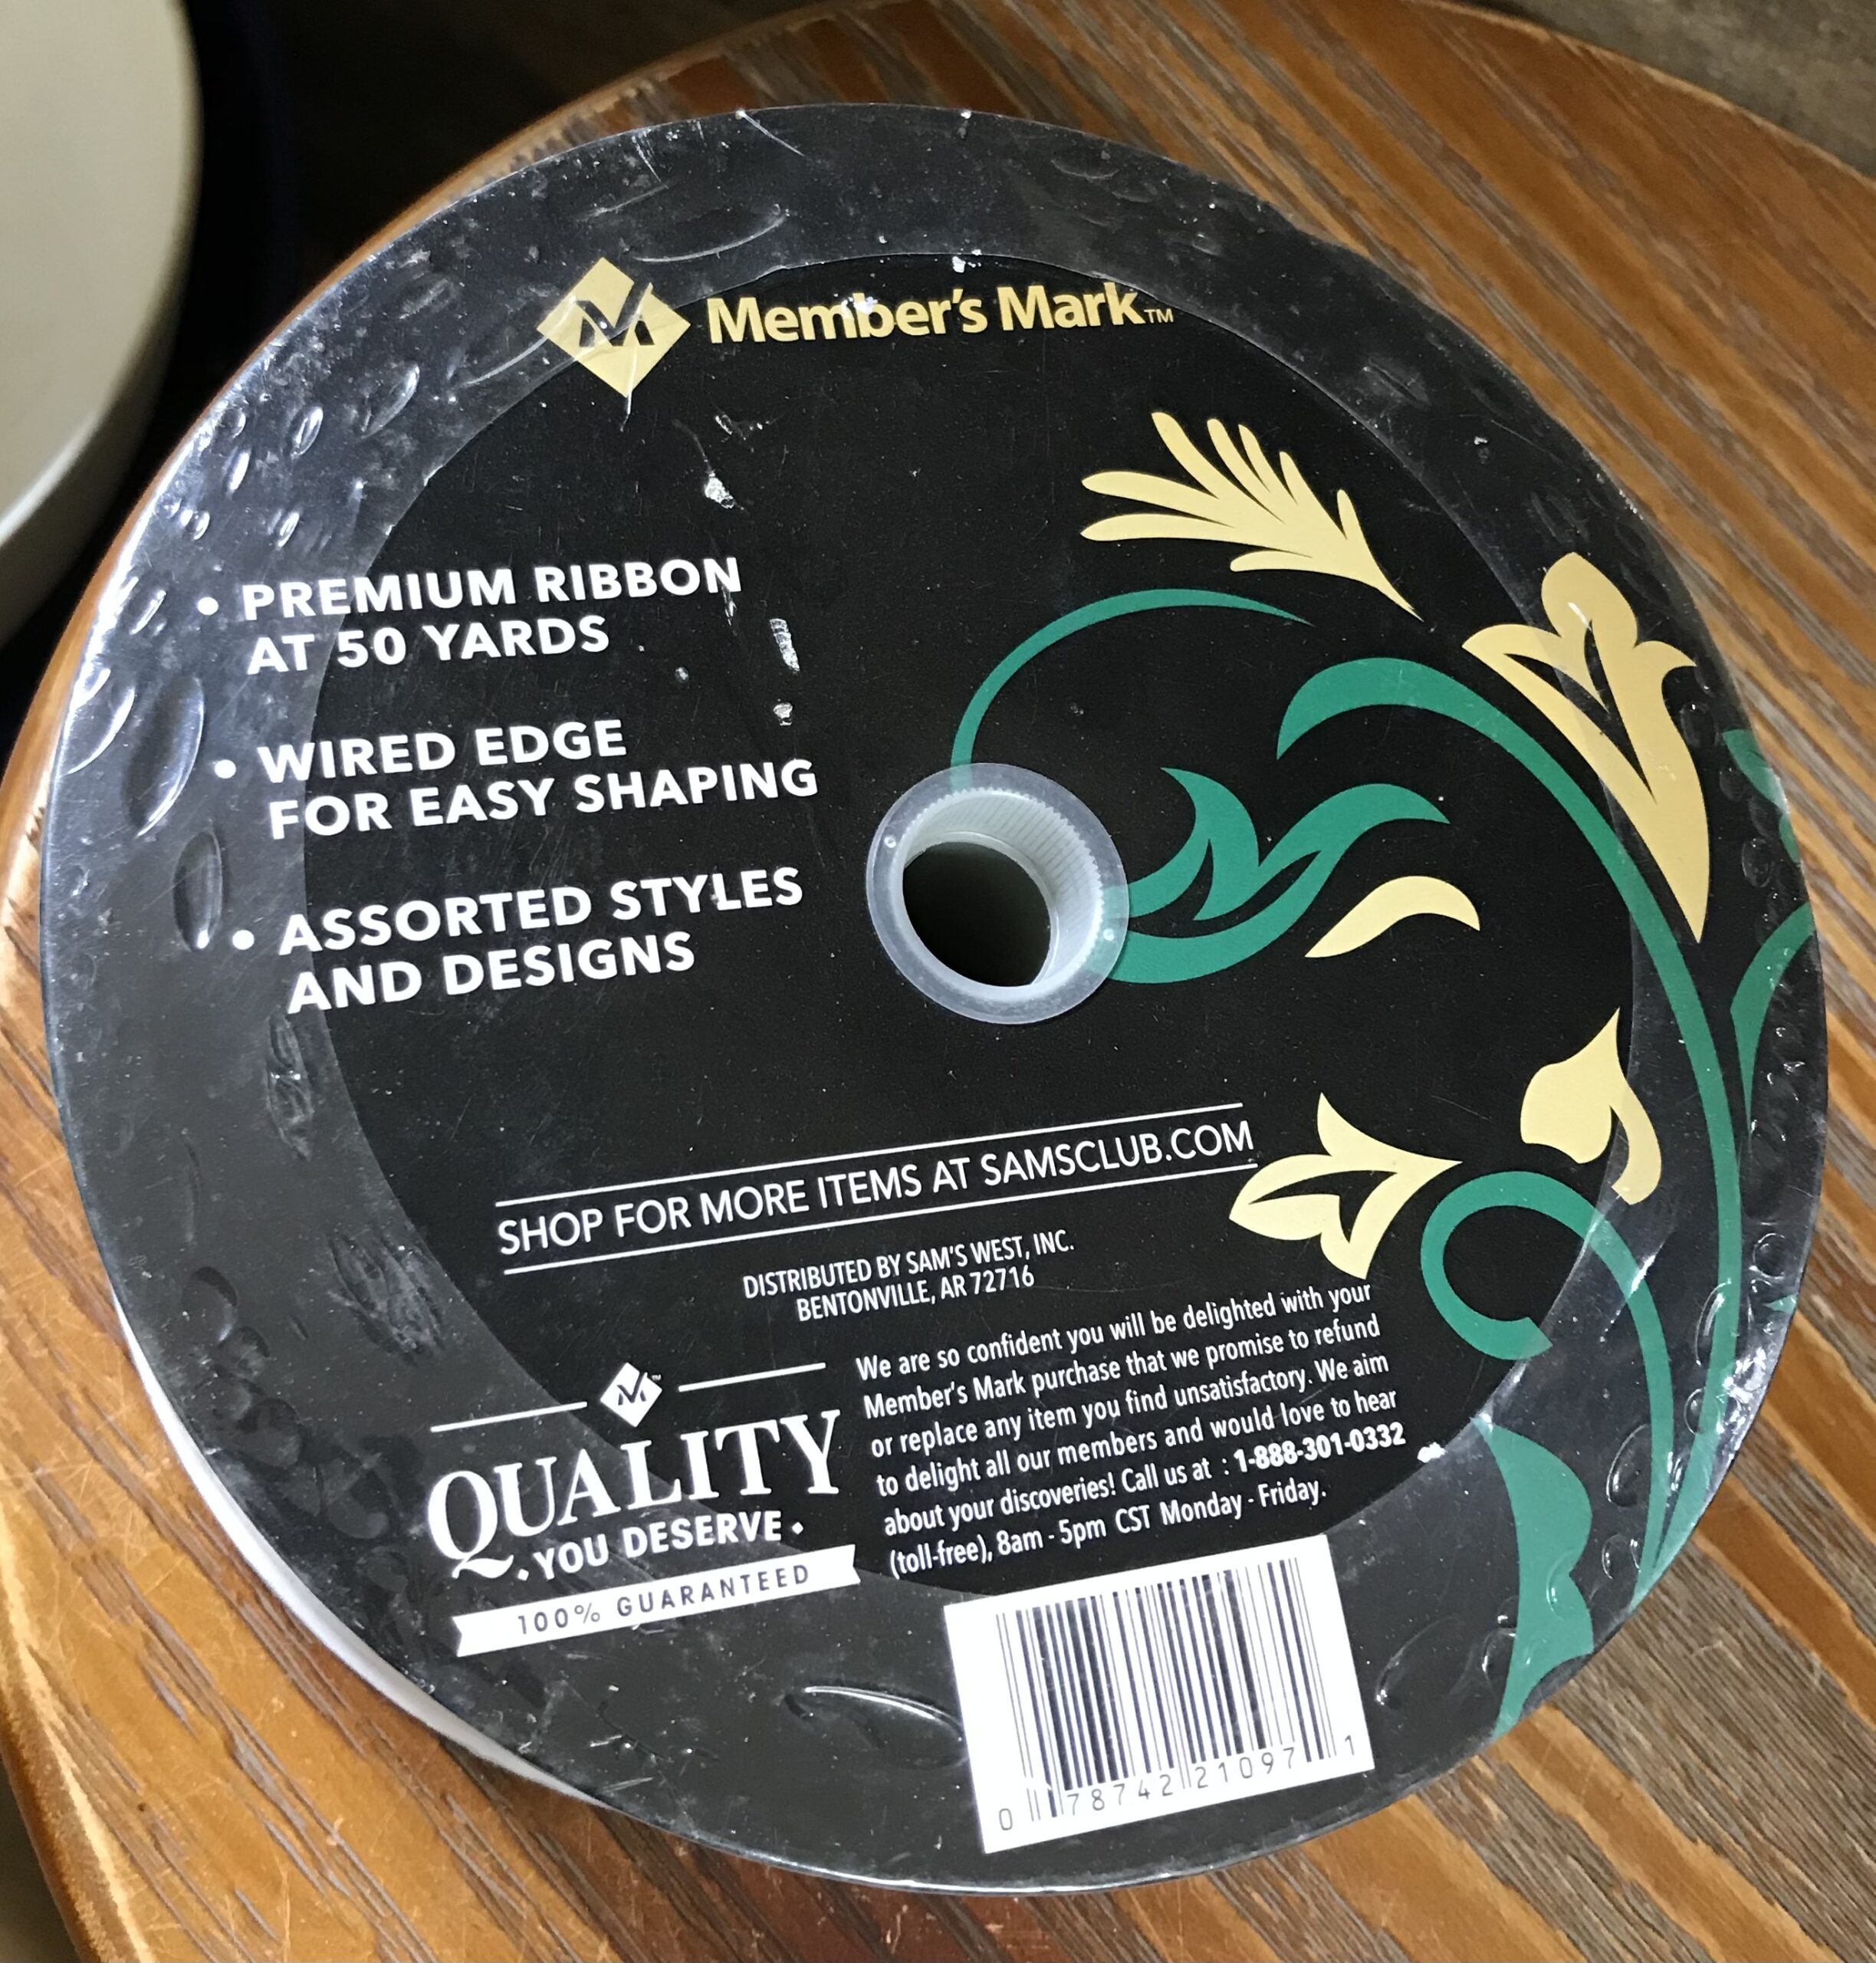 Member's Mark™
• PREMIUM RIBBON
AT 50 YARDS
• WIRED EDGE
FOR EASY SHAPING
• ASSORTED STYLES
AND DESIGNS
SHOP FOR MORE ITEMS AT SAMSCLUB.COM
DISTRIBUTED BY SAM'S WEST, INC.
BENTONVILLE, AR 72716
QUALITY
• YOU DESERVE •
100% GUARANTEED
We are so confident you will be delighted with your
Member's Mark purchase that we promise to refund
or replace any item you find unsatisfactory. We aim
to delight all our members and would love to hear
about your discoveries! Call us at : 1-888-301-0332
(toll-free), 8am - 5pm CST Monday - Friday.
0 78742 21097 1